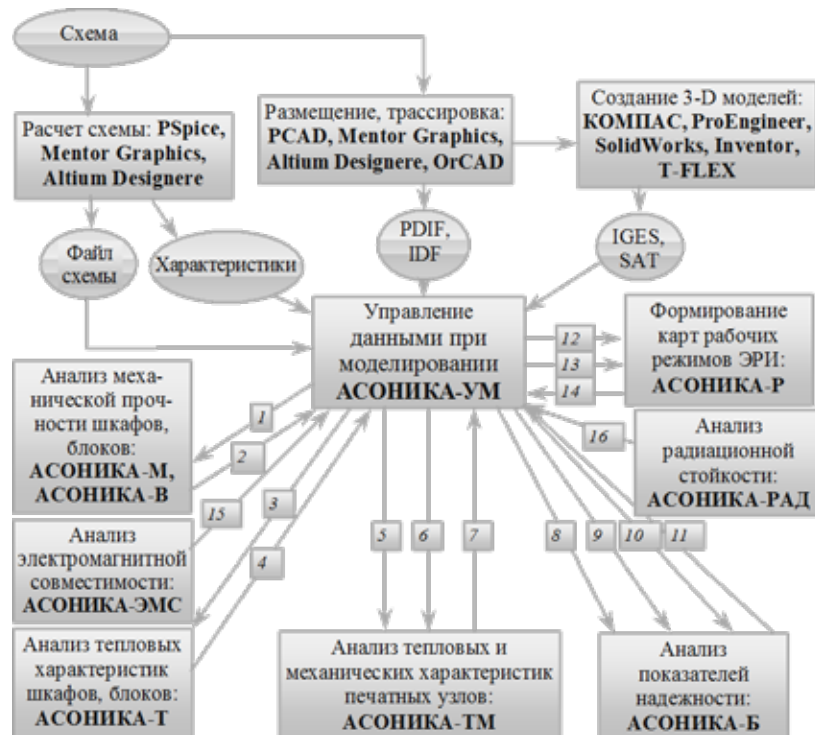 Схема
Расчет схемы: PSpice,
Mentor Graphics,
Altium Designere
Размещение, трассировка:
PCAD, Mentor Graphics,
Altium Designere, OrCAD
Создание 3-D моделей:
КОМПАС, ProEngineer,
SolidWorks, Inventor,
T-FLEX
Файл
схемы
Характеристики
PDIF,
IDF
IGES,
SAT
Управление
данными при
моделировании
АСОНИКА-УМ
12
13
14
Формирование
карт рабочих
режимов ЭРИ:
АСОНИКА-Р
Анализ меха-
нической проч-
ности шкафов,
блоков:
АСОНИКА-М,
АСОНИКА-В
1
2
16
Анализ
радиационной
стойкости:
АСОНИКА-РАД
15
3
4
5
6
7
8
9
10
11
Анализ
электромагнитной
совместимости:
АСОНИКА-ЭМС
Анализ тепловых
характеристик
шкафов, блоков:
АСОНИКА-Т
Анализ тепловых и
механических характеристик
печатных узлов:
АСОНИКА-ТМ
Анализ
показателей
надежности:
АСОНИКА-Б